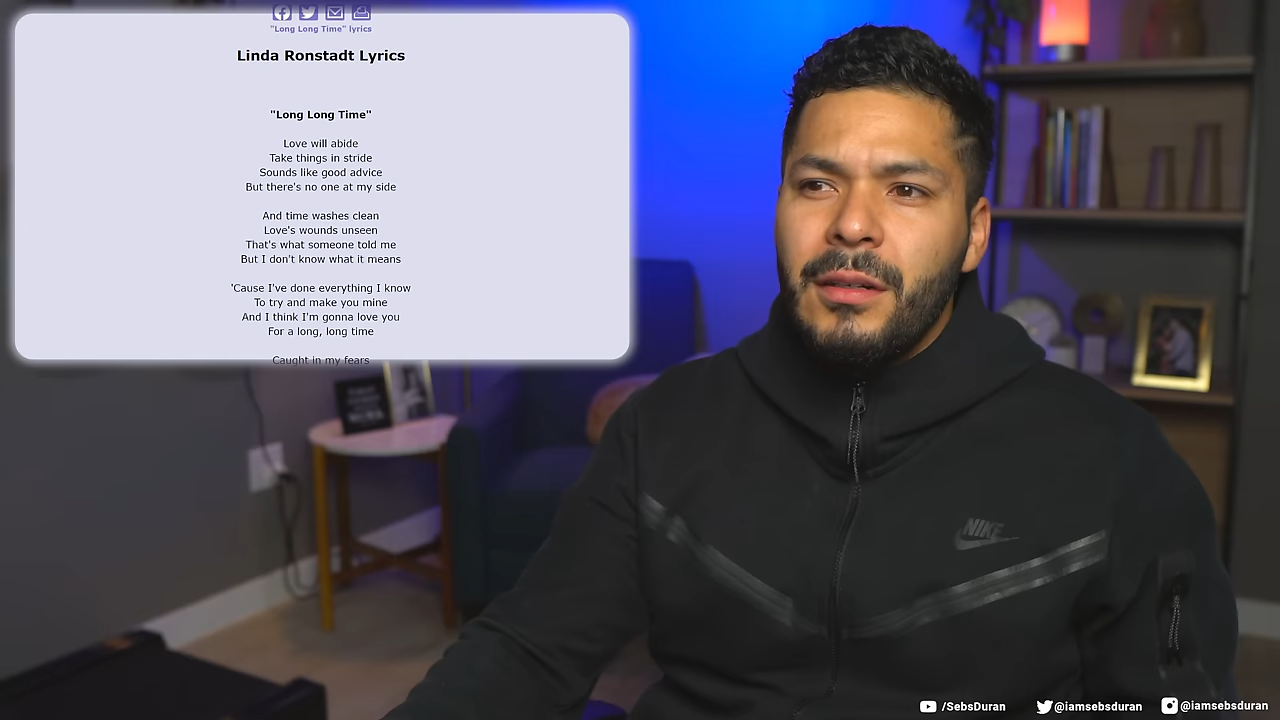 "Long Long Time" lyrics
Linda Ronstadt Lyrics
"Long Long Time"
Love will abide
Take things in stride
Sounds like good advice
But there's no one at my side
And time washes clean
Love's wounds unseen
That's what someone told me
But I don't know what it means
'Cause I've done everything I know
To try and make you mine
And I think I'm gonna love you
For a long, long time
Caught in my fears
NIKE
/SebsDuran
@iamsebsduran
@iamsebsduran